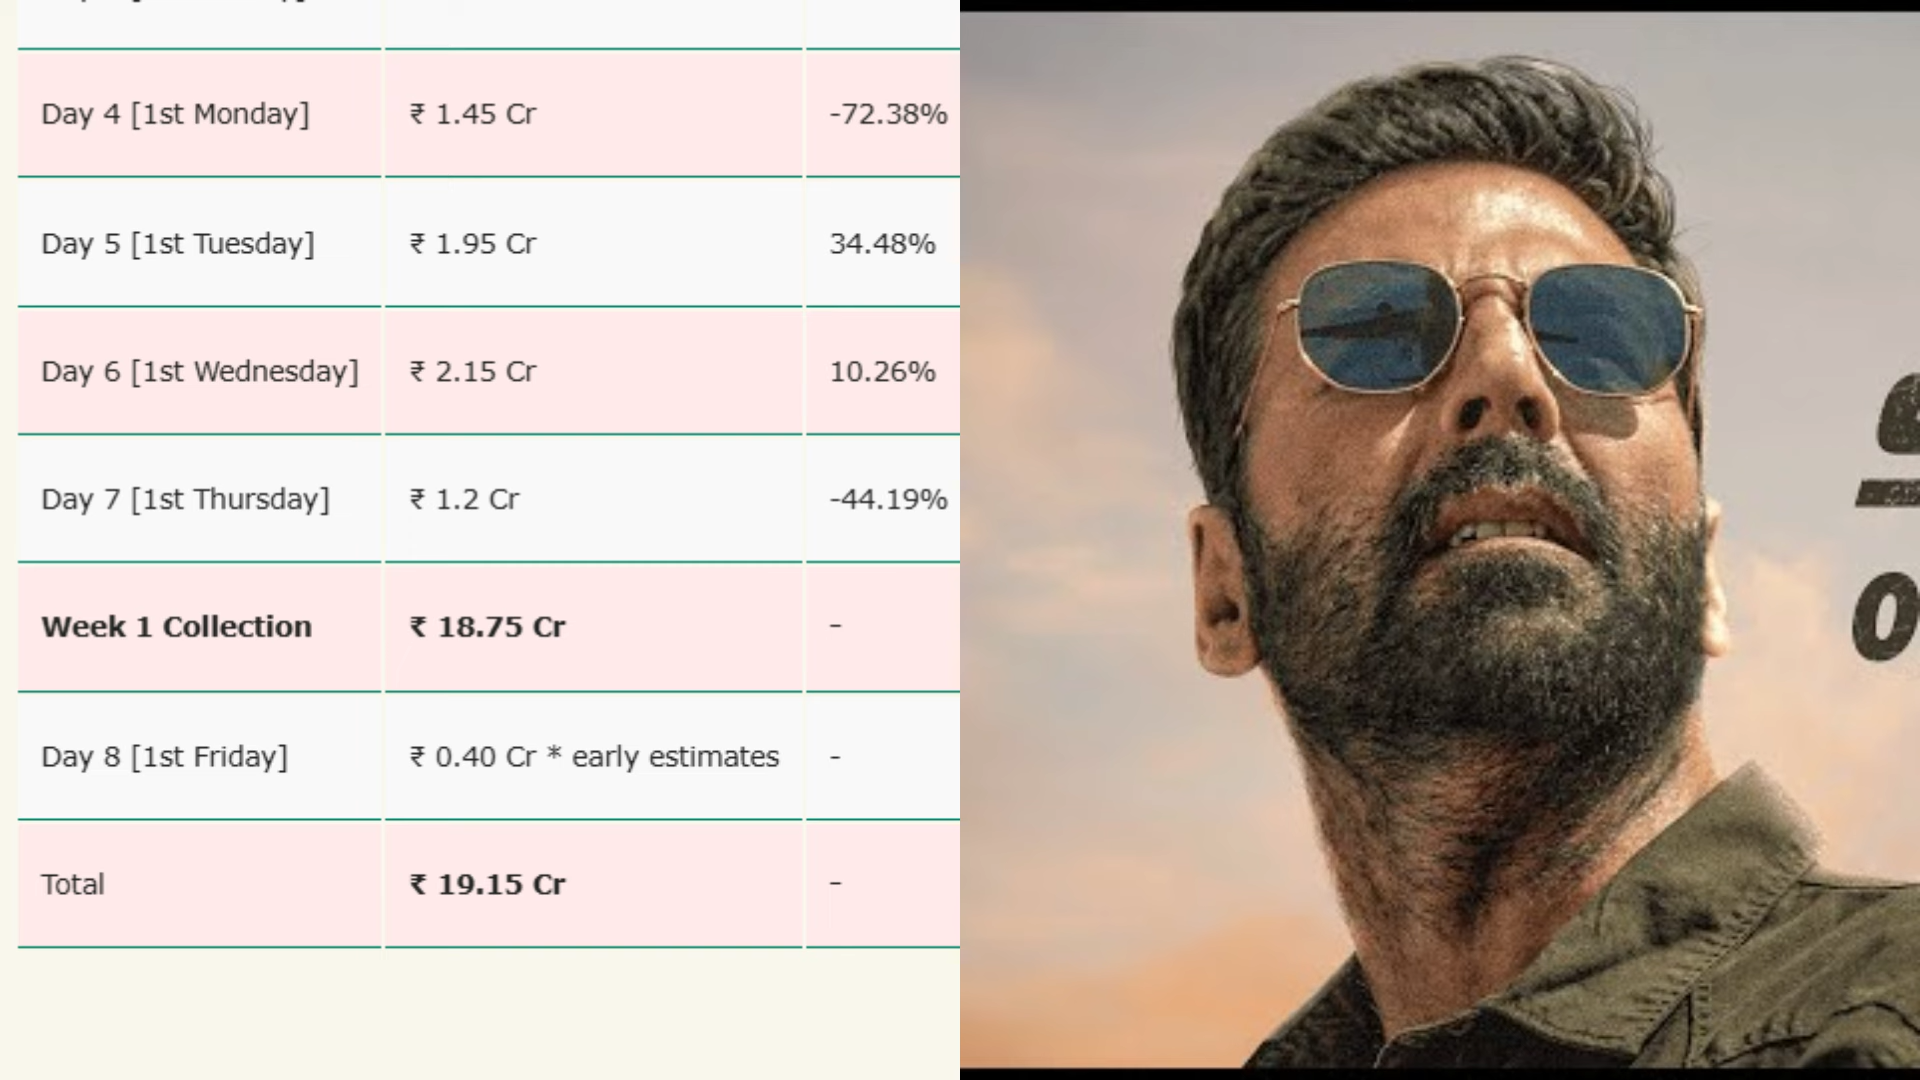 Day 4 [1st Monday] ₹ 1.45 Cr -72.38%
Day 5 [1st Tuesday] ₹ 1.95 Cr 34.48%
Day 6 [1st Wednesday] ₹ 2.15 Cr 10.26%
Day 7 [1st Thursday] ₹ 1.2 Cr -44.19%
Week 1 Collection ₹ 18.75 Cr -
Day 8 [1st Friday] ₹ 0.40 Cr * early estimates -
Total ₹ 19.15 Cr -